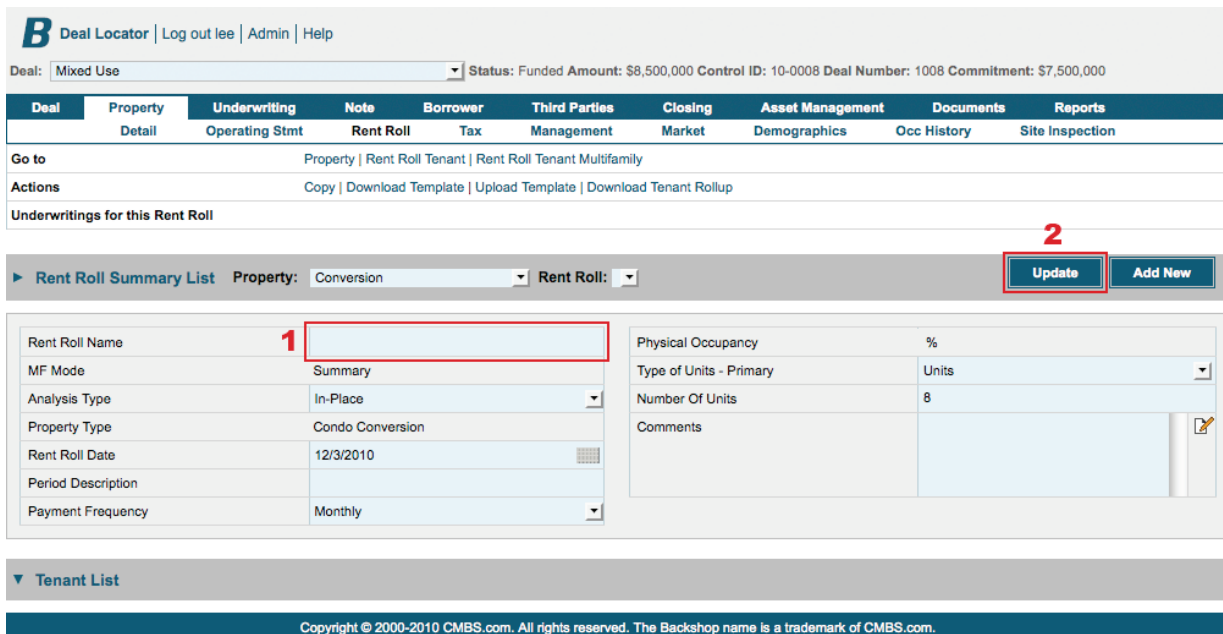 B Deal Locator | Log out lee | Admin | Help
Deal: Mixed Use Status: Funded Amount: $8,500,000 Control ID: 10-0008 Deal Number: 1008 Commitment: $7,500,000
Deal Property Underwriting Note Borrower Third Parties Closing Asset Management Documents Reports
Detail Operating Stmt Rent Roll Tax Management Market Demographics Occ History Site Inspection
Go to Property | Rent Roll Tenant | Rent Roll Tenant Multifamily
Actions Copy | Download Template | Upload Template | Download Tenant Rollup
Underwritings for this Rent Roll
2
Rent Roll Summary List Property: Conversion Rent Roll: Update Add New
Rent Roll Name 1 Physical Occupancy %
MF Mode Summary Type of Units - Primary Units
Analysis Type In-Place Number Of Units 8
Property Type Condo Conversion Comments
Rent Roll Date 12/3/2010
Period Description
Payment Frequency Monthly
Tenant List
Copyright © 2000-2010 CMBS.com. All rights reserved. The Backshop name is a trademark of CMBS.com.